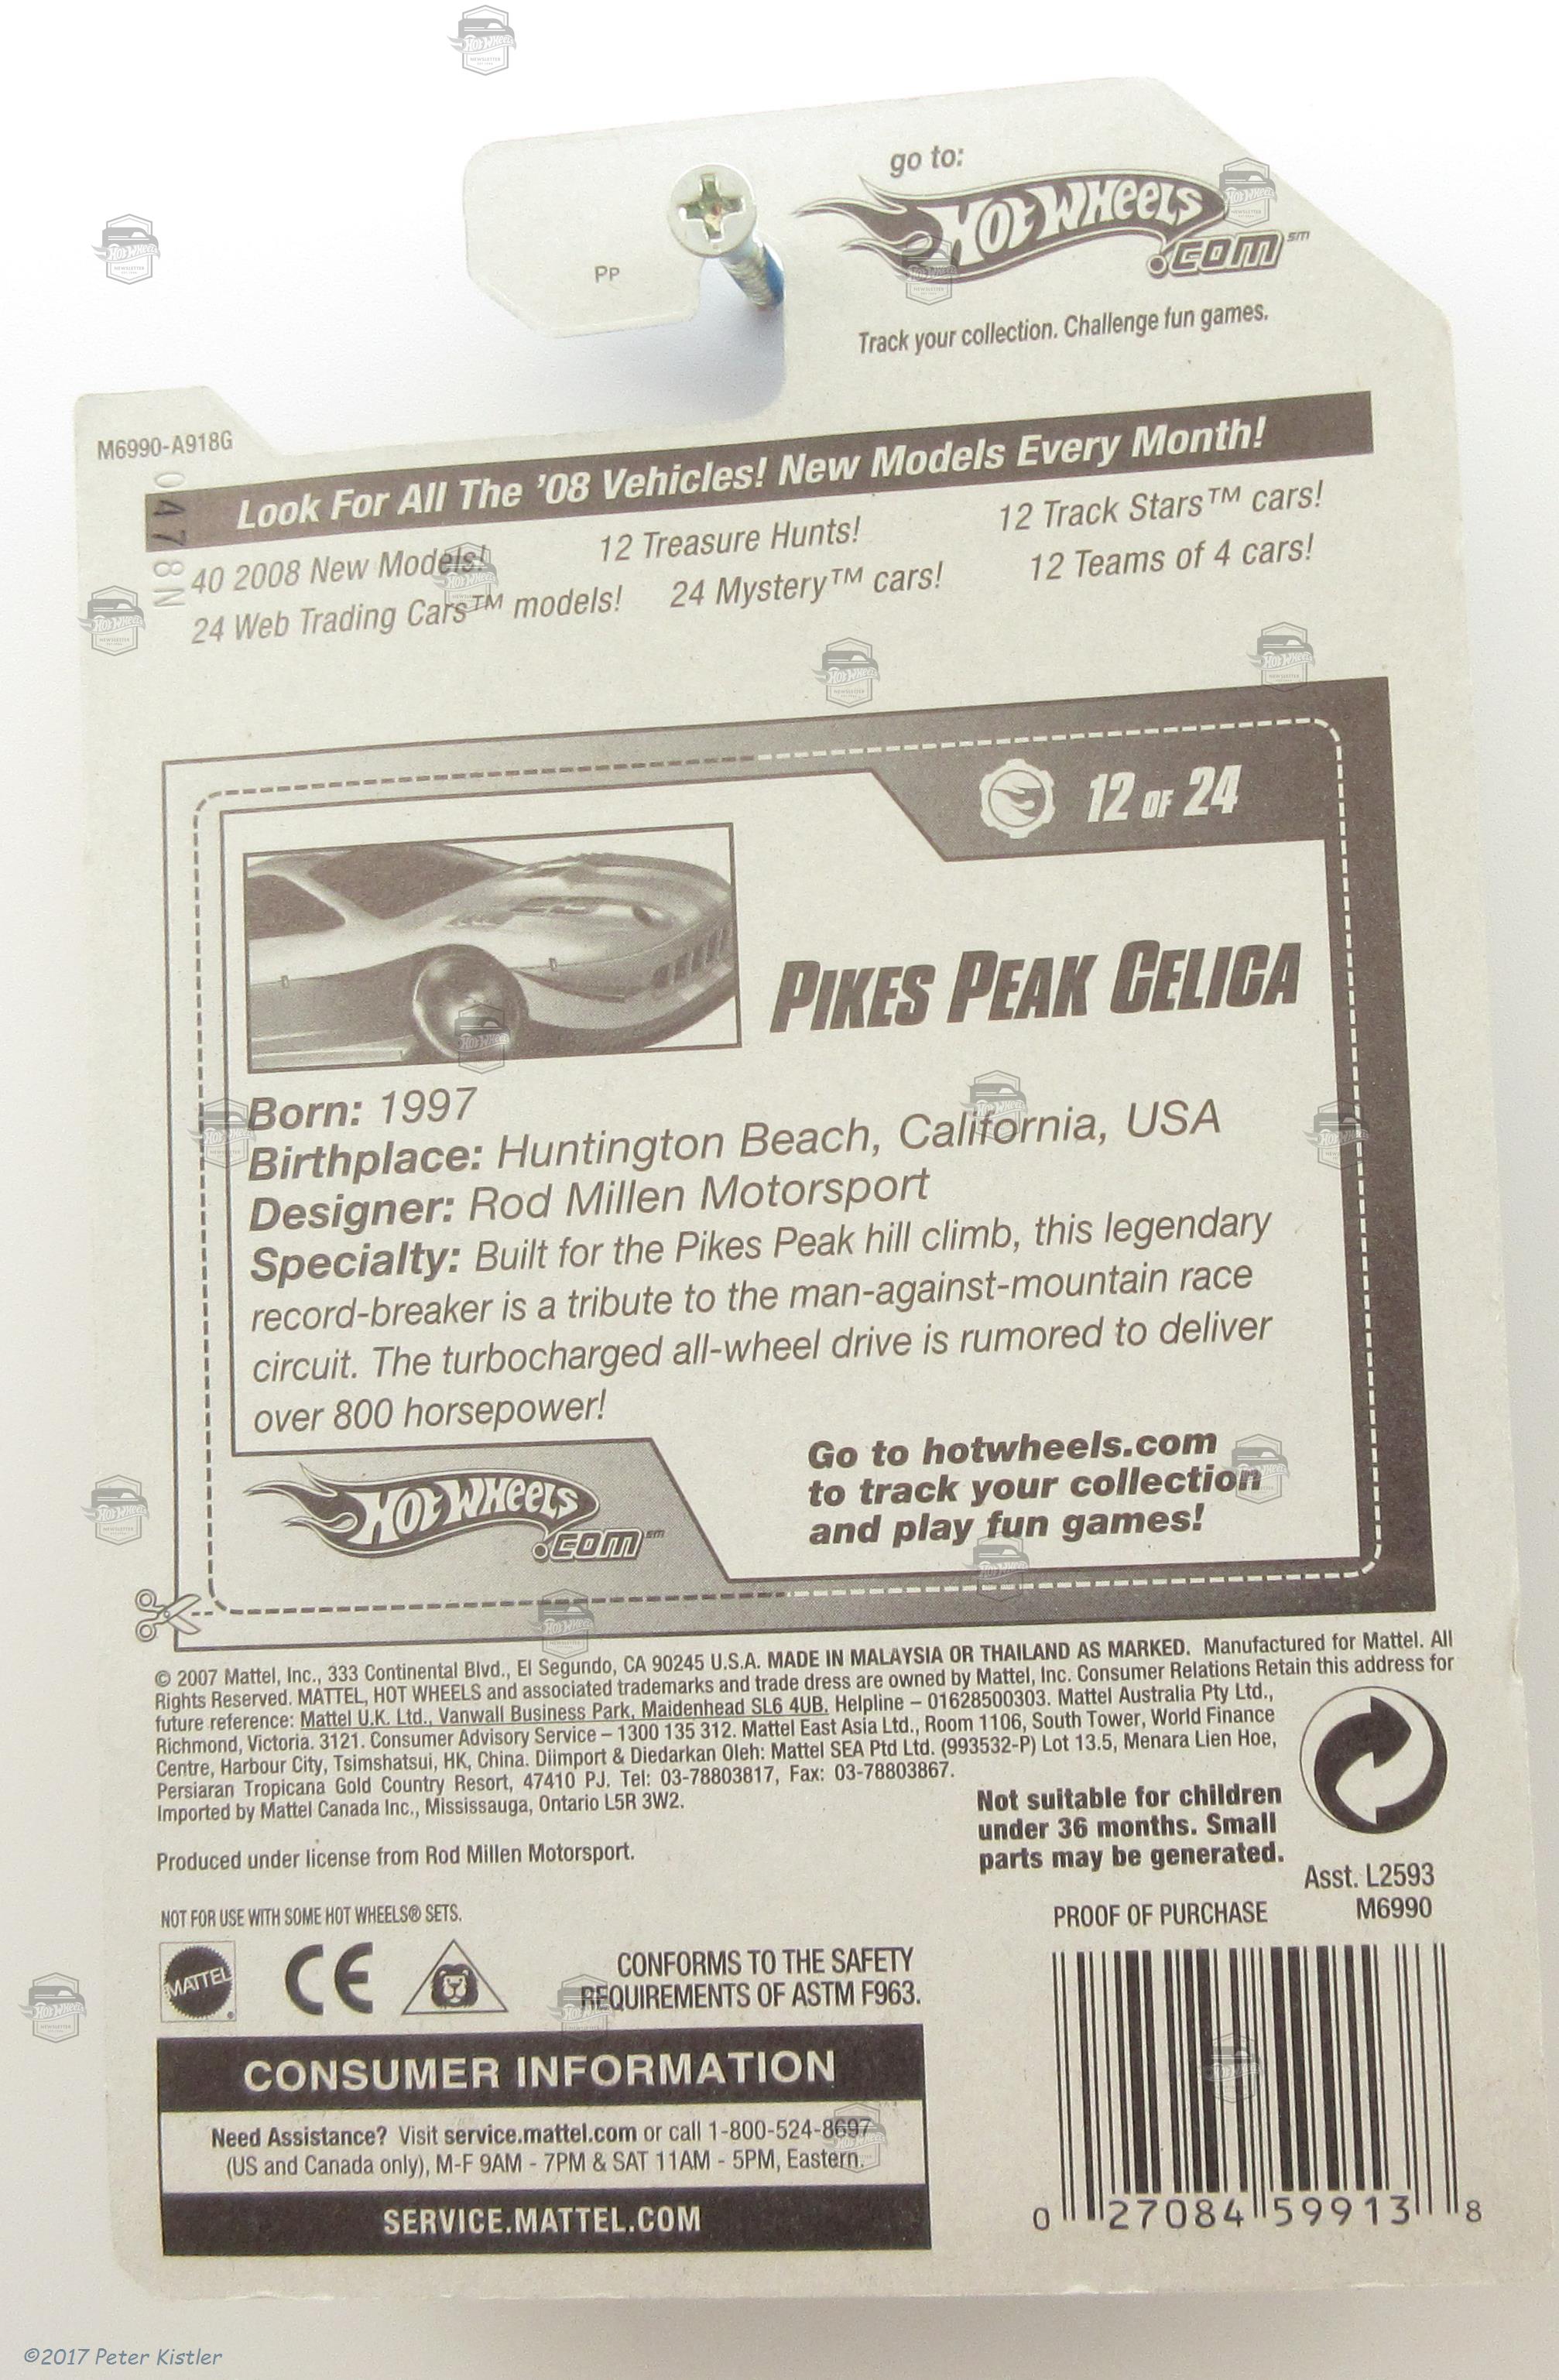 go to:
Hot Wheels
.com℠
PP
Track your collection. Challenge fun games.
M6990-A918G
0478N
Look For All The '08 Vehicles! New Models Every Month!
40 2008 New Models!
12 Treasure Hunts!
12 Track Stars™ cars!
24 Web Trading Cars™ models!
24 Mystery™ cars!
12 Teams of 4 cars!
12 OF 24
PIKES PEAK CELICA
Born: 1997
Birthplace: Huntington Beach, California, USA
Designer: Rod Millen Motorsport
Specialty: Built for the Pikes Peak hill climb, this legendary
record-breaker is a tribute to the man-against-mountain race
circuit. The turbocharged all-wheel drive is rumored to deliver
over 800 horsepower!
Hot Wheels
.com℠
Go to hotwheels.com
to track your collection
and play fun games!
© 2007 Mattel, Inc., 333 Continental Blvd., El Segundo, CA 90245 U.S.A. MADE IN MALAYSIA OR THAILAND AS MARKED. Manufactured for Mattel. All
Rights Reserved. MATTEL, HOT WHEELS and associated trademarks and trade dress are owned by Mattel, Inc. Consumer Relations Retain this address for
future reference: Mattel U.K. Ltd., Vanwall Business Park, Maidenhead SL6 4UB. Helpline – 01628500303. Mattel Australia Pty Ltd.,
Richmond, Victoria. 3121. Consumer Advisory Service – 1300 135 312. Mattel East Asia Ltd., Room 1106, South Tower, World Finance
Centre, Harbour City, Tsimshatsui, HK, China. Diimport & Diedarkan Oleh: Mattel SEA Ptd Ltd. (993532-P) Lot 13.5, Menara Lien Hoe,
Persiaran Tropicana Gold Country Resort, 47410 PJ. Tel: 03-78803817, Fax: 03-78803867.
Imported by Mattel Canada Inc., Mississauga, Ontario L5R 3W2.
Not suitable for children
under 36 months. Small
parts may be generated.
Produced under license from Rod Millen Motorsport.
Asst. L2593
M6990
NOT FOR USE WITH SOME HOT WHEELS® SETS.
PROOF OF PURCHASE
MATTEL
CE
CONFORMS TO THE SAFETY
REQUIREMENTS OF ASTM F963.
CONSUMER INFORMATION
Need Assistance? Visit service.mattel.com or call 1-800-524-8697
(US and Canada only), M-F 9AM - 7PM & SAT 11AM - 5PM, Eastern.
SERVICE.MATTEL.COM
0 27084 59913 8
©2017 Peter Kistler